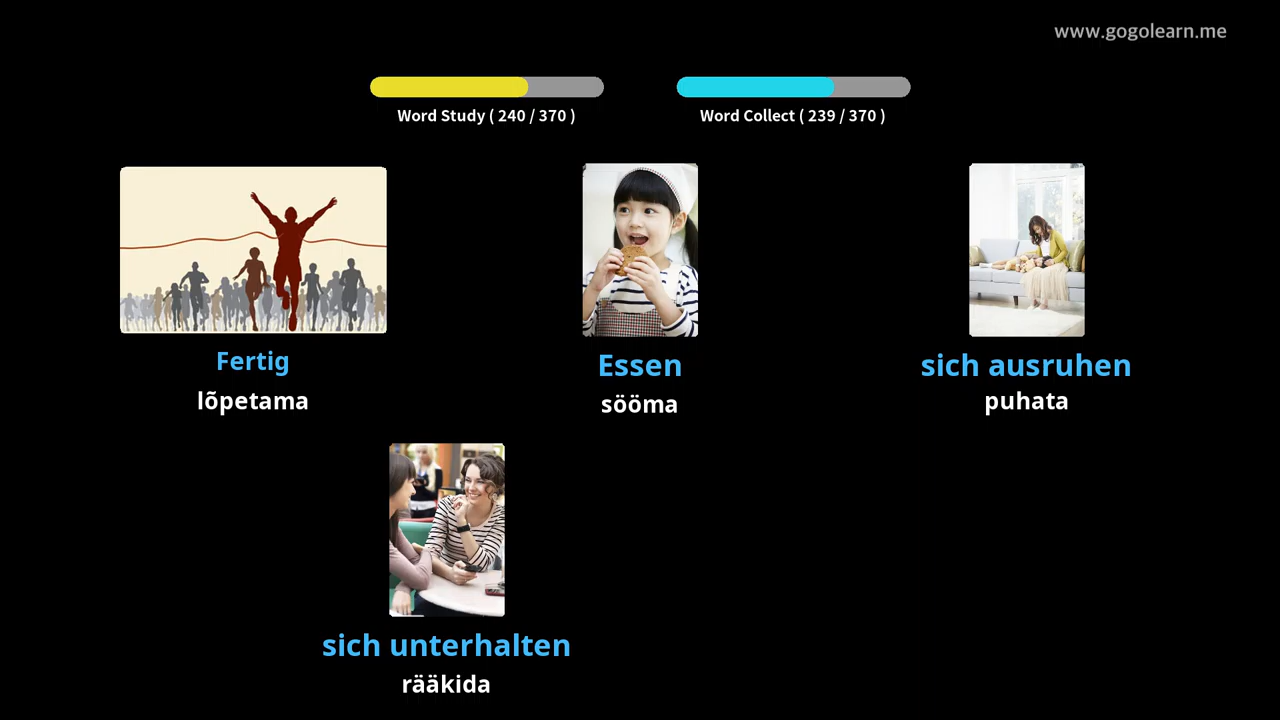 www.gogolearn.me
Word Study ( 240 / 370 )
Word Collect ( 239 / 370 )
Fertig
lõpetama
Essen
sööma
sich ausruhen
puhata
sich unterhalten
rääkida